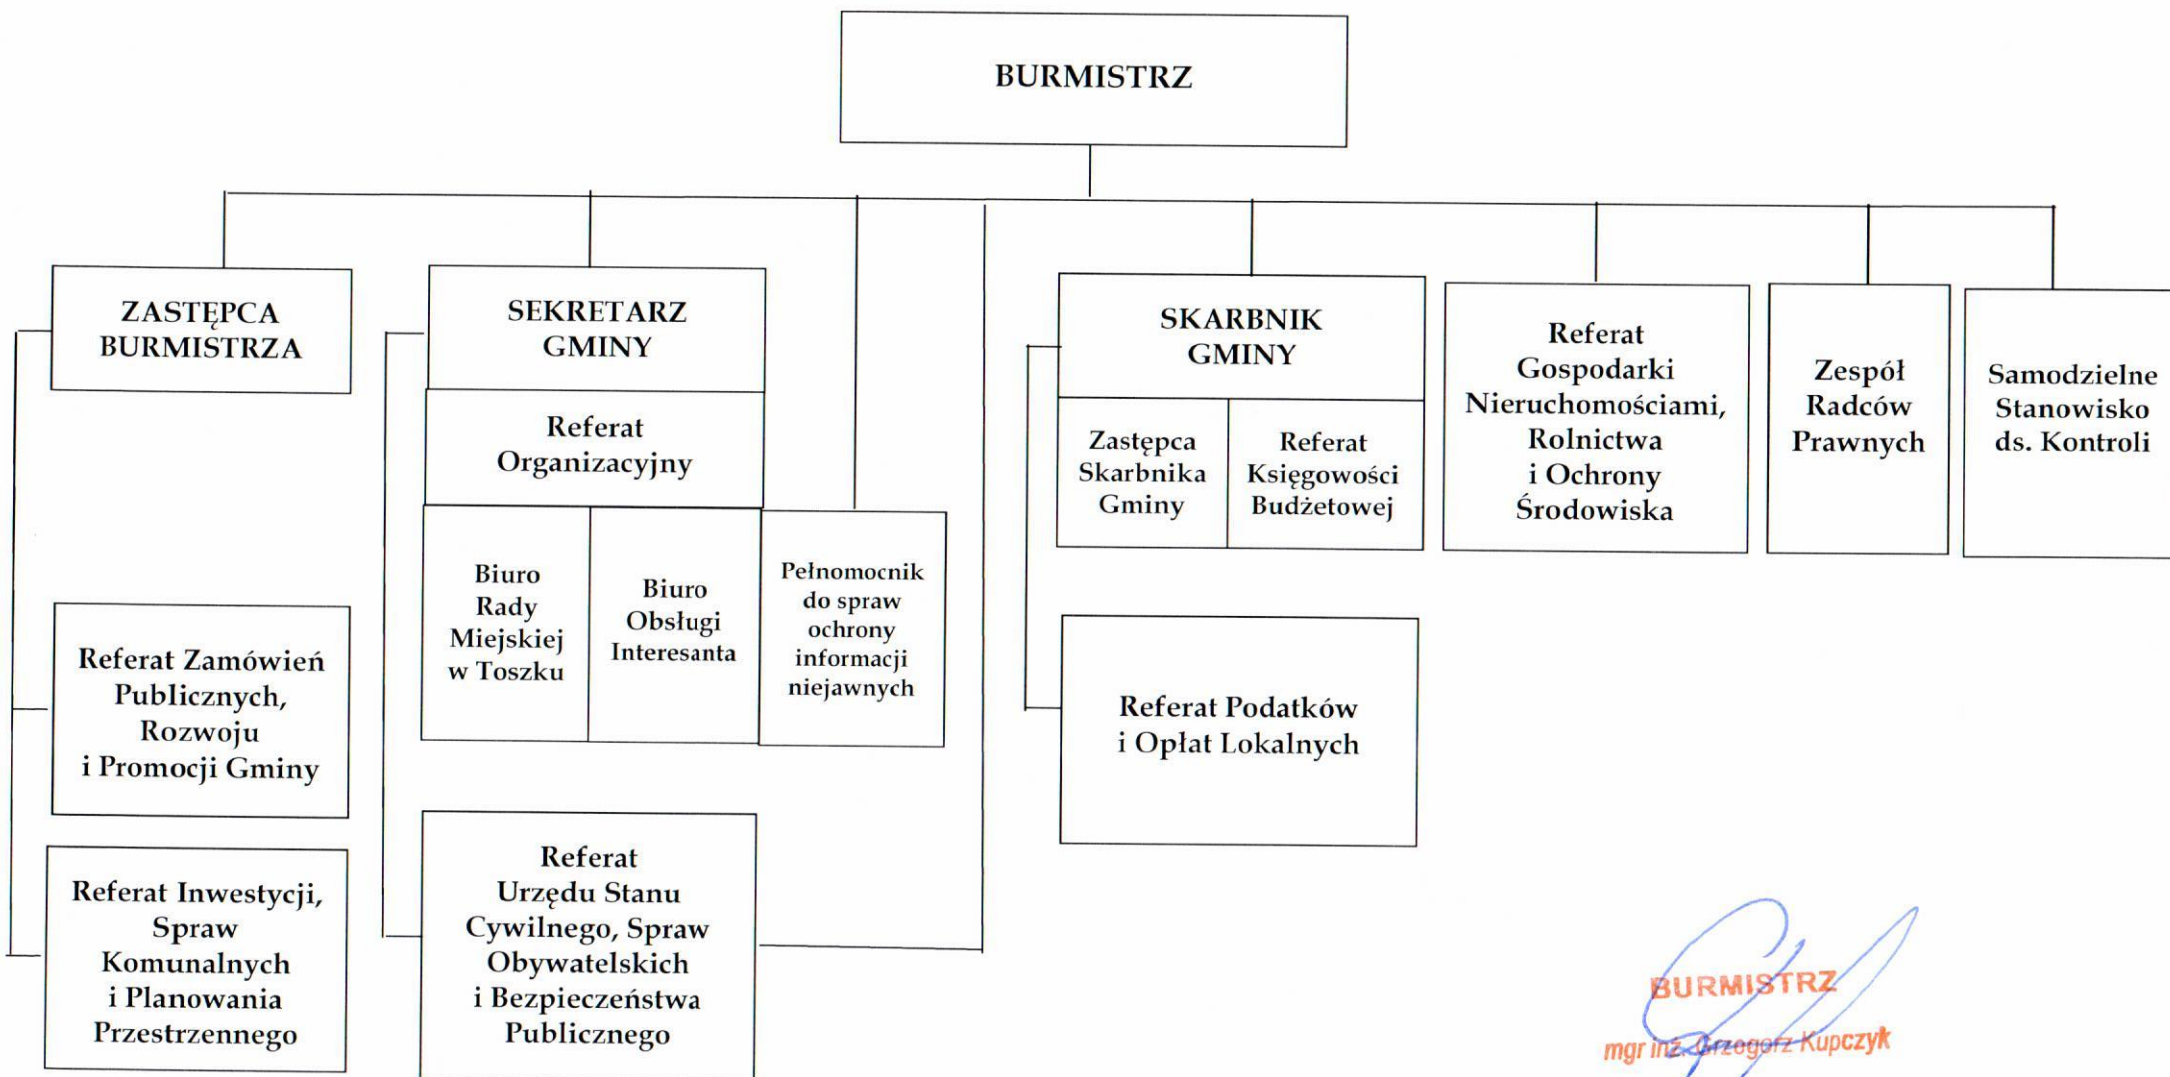 BURMISTRZ
ZASTĘPCA
BURMISTRZA
SEKRETARZ
GMINY
Referat
Organizacyjny
Biuro
Rady
Miejskiej
w Toszku
Biuro
Obsługi
Interesanta
Pełnomocnik
do spraw
ochrony
informacji
niejawnych
SKARBNIK
GMINY
Zastępca
Skarbnika
Gminy
Referat
Księgowości
Budżetowej
Referat
Gospodarki
Nieruchomościami,
Rolnictwa
i Ochrony
Środowiska
Zespół
Radców
Prawnych
Samodzielne
Stanowisko
ds. Kontroli
Referat Zamówień
Publicznych,
Rozwoju
i Promocji Gminy
Referat Podatków
i Opłat Lokalnych
Referat Inwestycji,
Spraw
Komunalnych
i Planowania
Przestrzennego
Referat
Urzędu Stanu
Cywilnego, Spraw
Obywatelskich
i Bezpieczeństwa
Publicznego
BURMISTRZ
mgr inż. Grzegorz Kupczyk